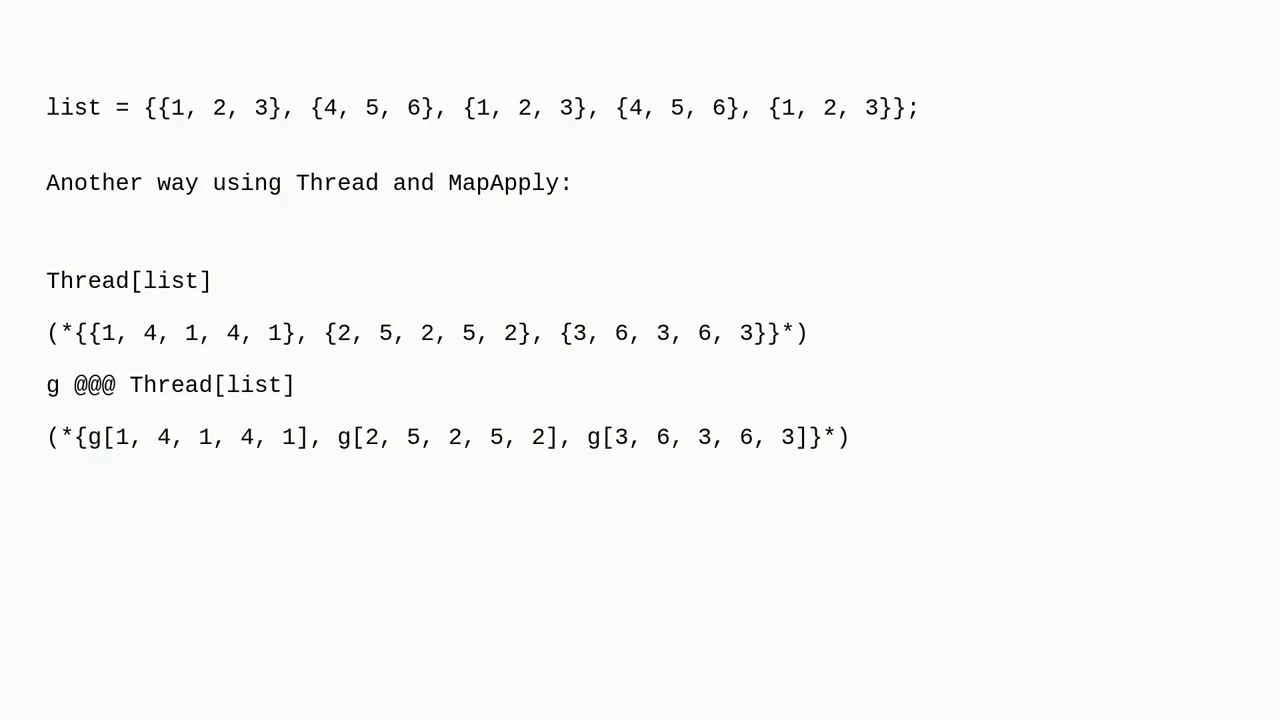 list = {{1, 2, 3}, {4, 5, 6}, {1, 2, 3}, {4, 5, 6}, {1, 2, 3}};
Another way using Thread and MapApply:
Thread[list]
(*{{1, 4, 1, 4, 1}, {2, 5, 2, 5, 2}, {3, 6, 3, 6, 3}}*)
g @@@ Thread[list]
(*{g[1, 4, 1, 4, 1], g[2, 5, 2, 5, 2], g[3, 6, 3, 6, 3]}*)